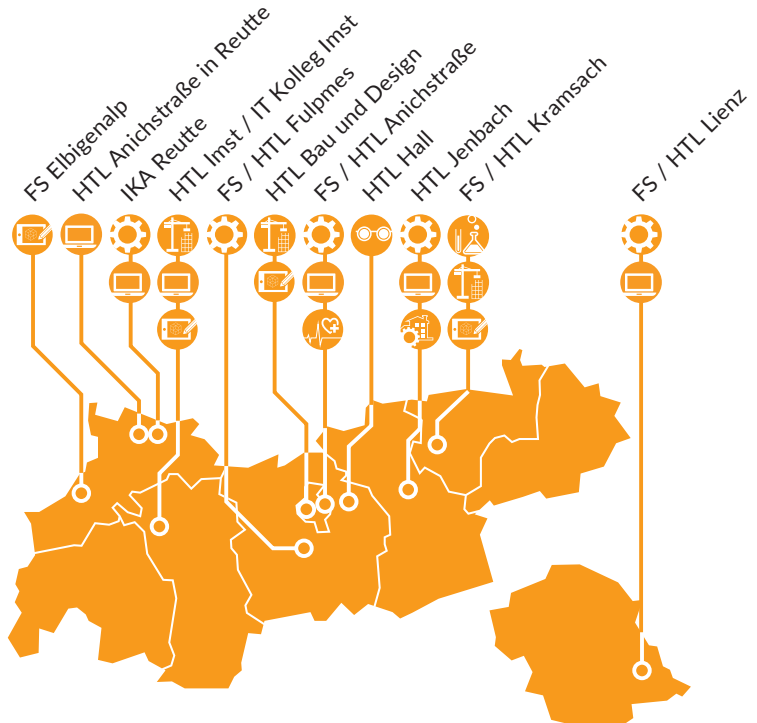 FS Elbigenalp
HTL Anichstraße in Reutte
IKA Reutte
HTL Imst / IT Kolleg Imst
FS / HTL Fulpmes
HTL Bau und Design
FS / HTL Anichstraße
HTL Hall
HTL Jenbach
FS / HTL Kramsach
FS / HTL Lienz